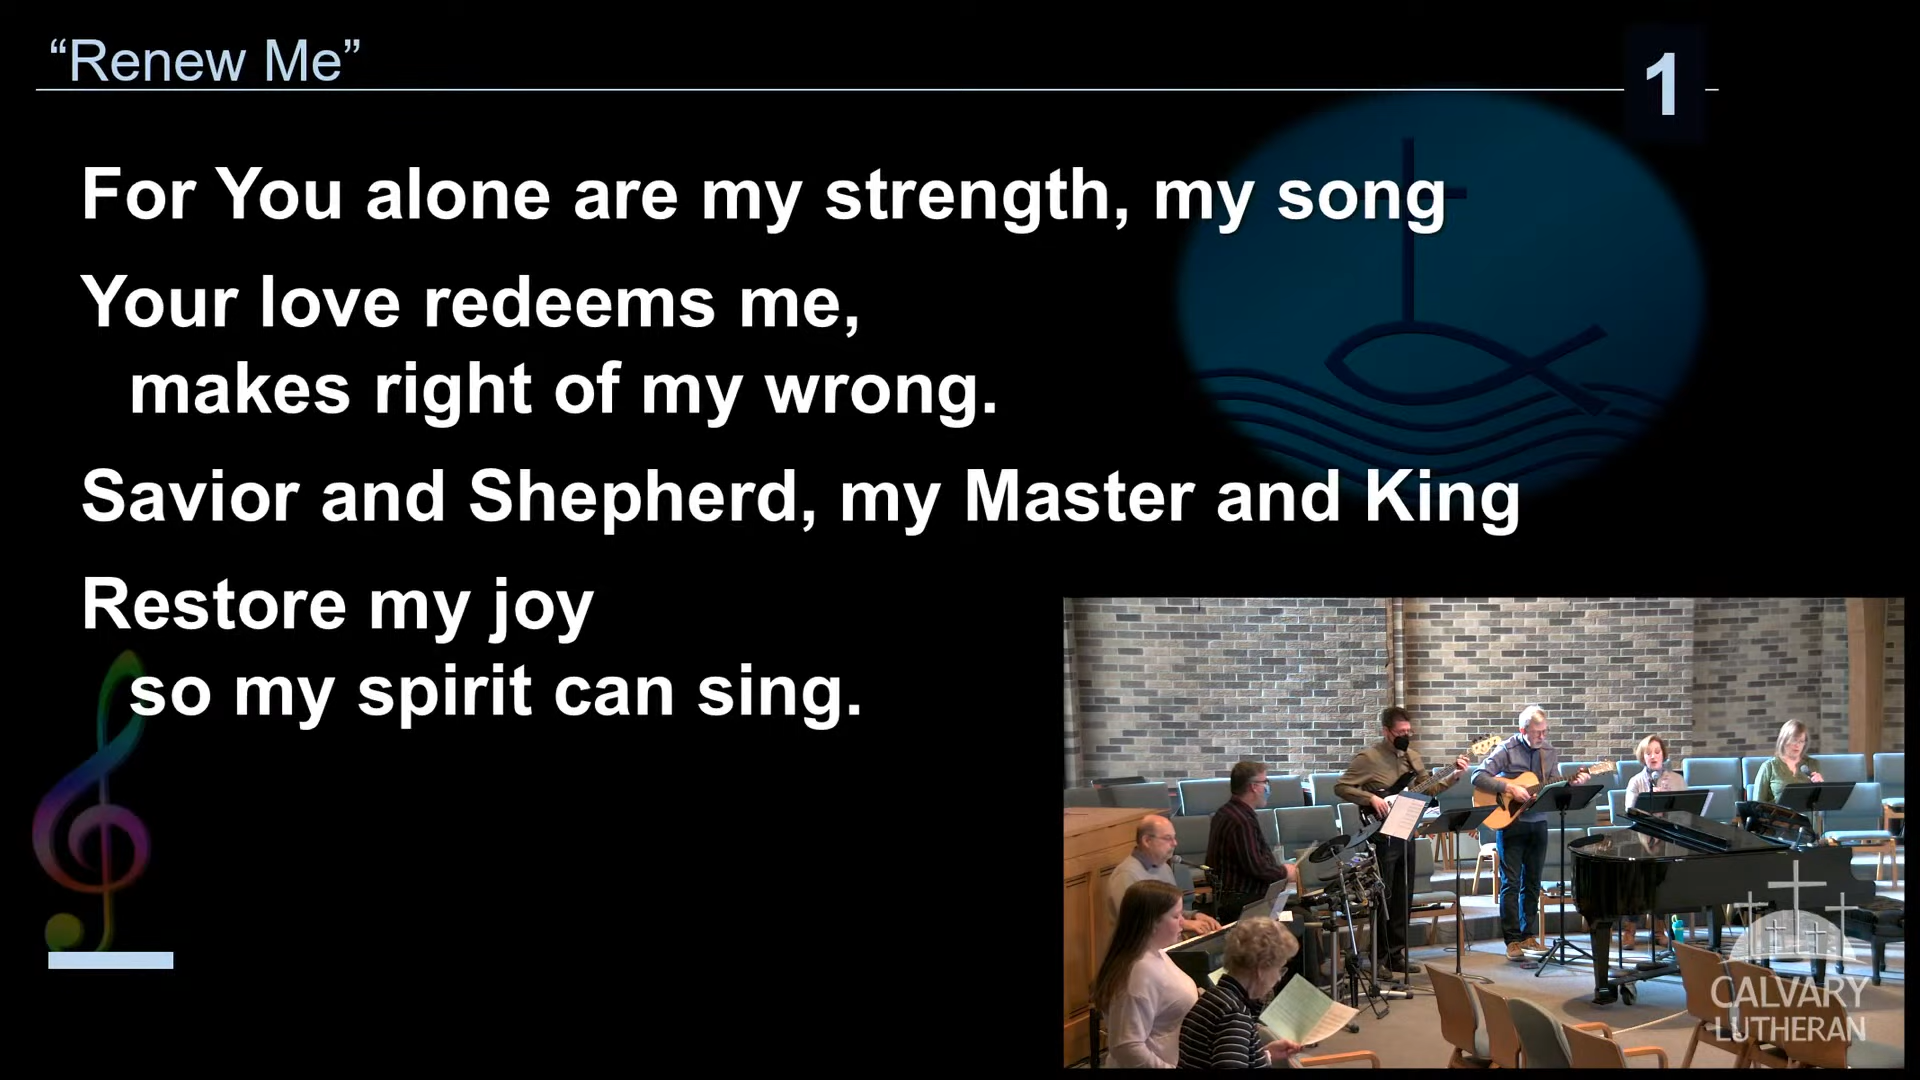 “Renew Me”
1
For You alone are my strength, my song
Your love redeems me,
makes right of my wrong.
Savior and Shepherd, my Master and King
Restore my joy
so my spirit can sing.
CALVARY
LUTHERAN